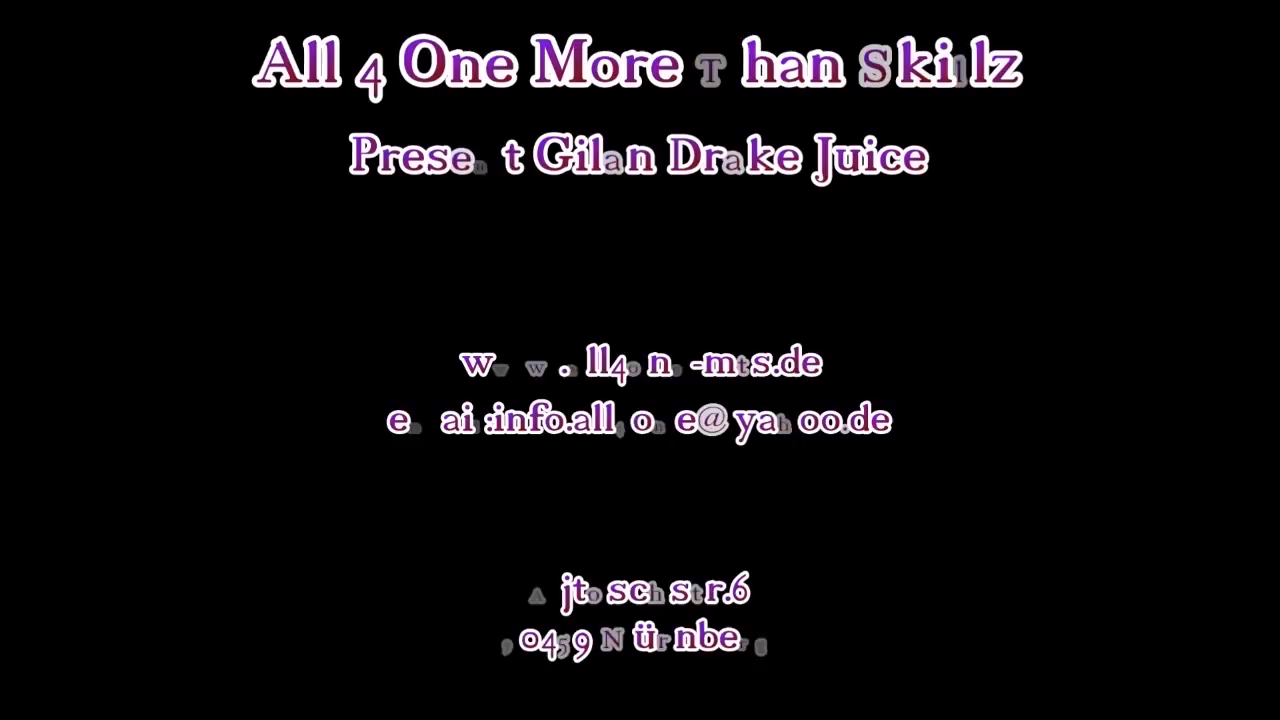 All 4 One More Than Skillz
Present Gilan Drake Juice
www.all4one-mts.de
email:info.all4one@yahoo.de
Ajtoschstr.6
90459 Nürnberg